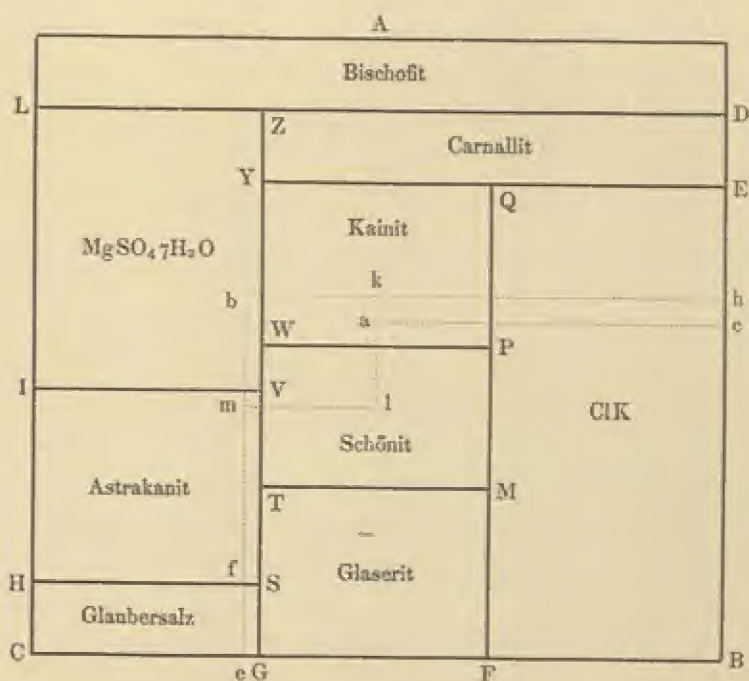 A
Bischofit
L
D
Z
Carnallit
Y
E
Q
Kainit
MgSO₄7H₂O
k
b
h
a
c
W
P
I
V
m
l
ClK
Schönit
Astrakanit
T
M
f
H
S
Glaserit
Glaubersalz
C
e G
F
B